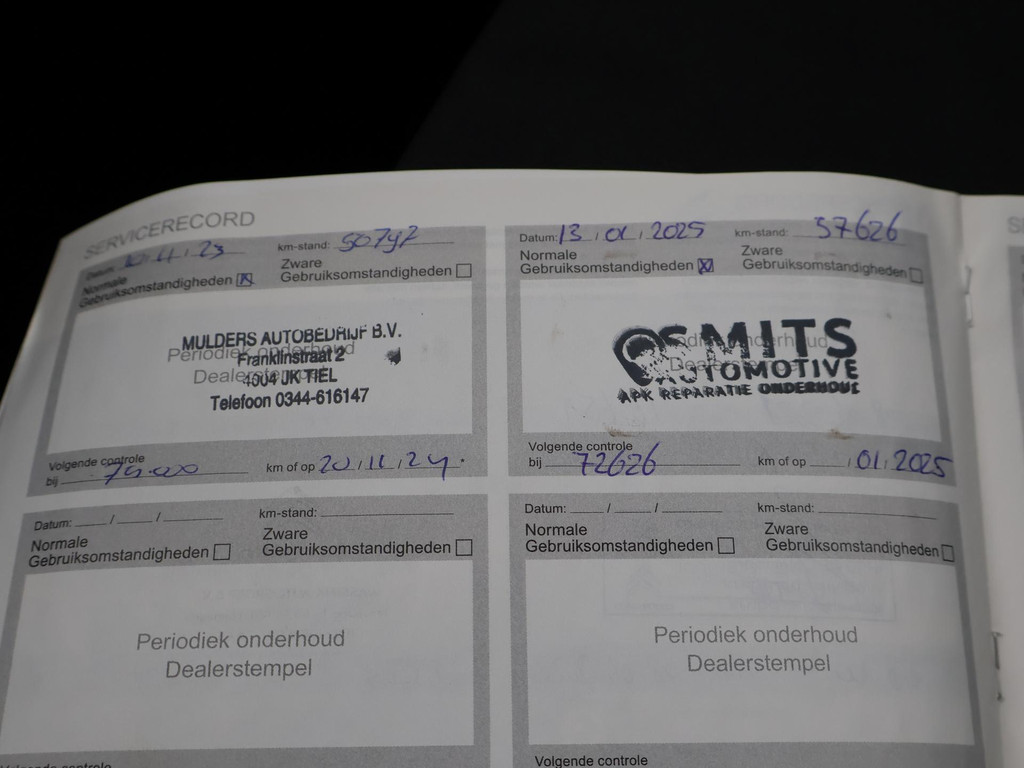 SERVICERECORD
Datum: km-stand:
Normale Gebruiksomstandigheden
Zware Gebruiksomstandigheden
MULDERS AUTOBEDRIJF B.V.
Periodiek onderhoud
Franklinstraat 2
Dealerstempel
4004 JK TIEL
Telefoon 0344-616147
Volgende controle
bij km of op 20/11/24.
Datum: 13/01/2025 km-stand: 57626
Normale Gebruiksomstandigheden
Zware Gebruiksomstandigheden
SMITS
AUTOMOTIVE
APK REPARATIE ONDERHOUD
Volgende controle
bij 72626 km of op / 01.2025
Datum: / / km-stand:
Normale Gebruiksomstandigheden
Zware Gebruiksomstandigheden
Periodiek onderhoud
Dealerstempel
Datum: / / km-stand:
Normale Gebruiksomstandigheden
Zware Gebruiksomstandigheden
Periodiek onderhoud
Dealerstempel
Volgende controle
Volgende controle